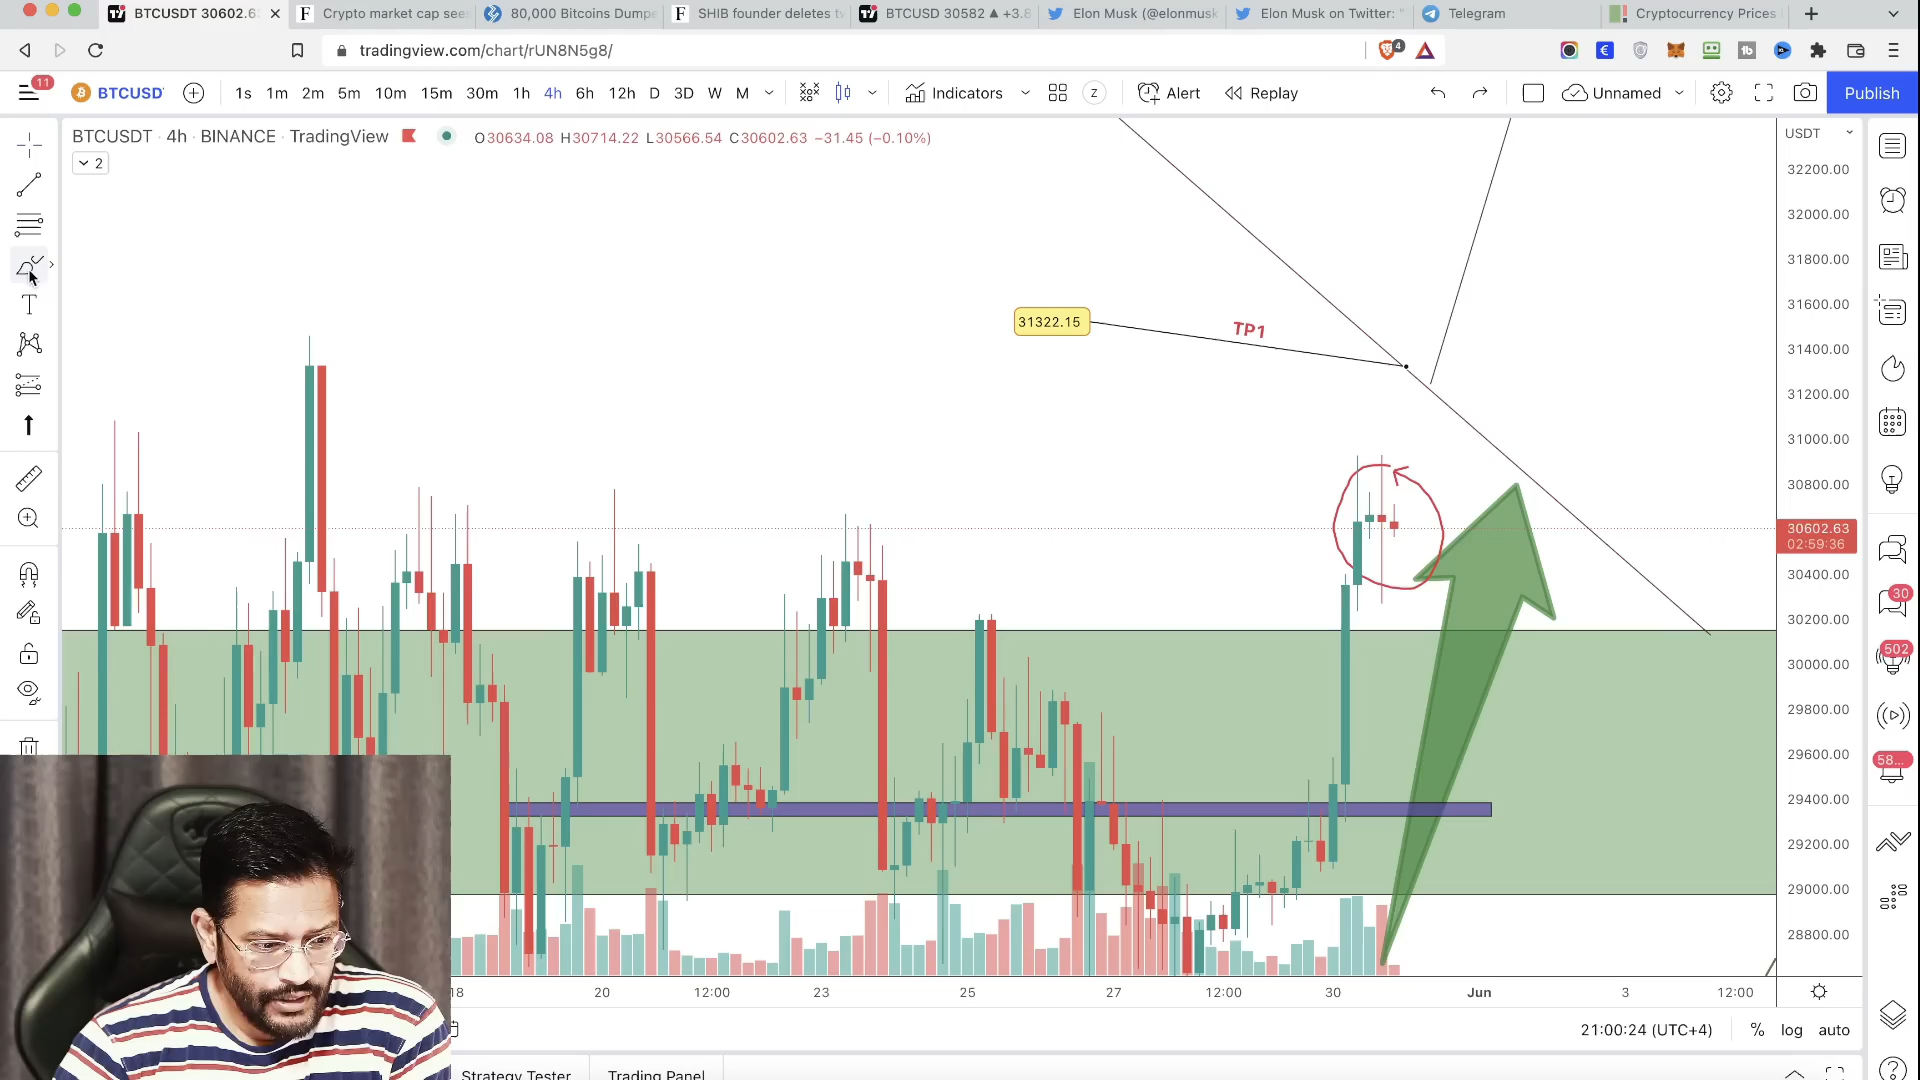 BTCUSDT 30602.6
Crypto market cap see
80,000 Bitcoins Dumpe
SHIB founder deletes tw
BTCUSD 30582 ▲ +3.8
Elon Musk (@elonmusk
Elon Musk on Twitter: "
Telegram
Cryptocurrency Prices
tradingview.com/chart/rUN8N5g8/
4
11
BTCUSD
1s 1m 2m 5m 10m 15m 30m 1h 4h 6h 12h D 3D W M
Indicators
Z
Alert
Replay
Unnamed
Publish
BTCUSDT · 4h · BINANCE · TradingView
O30634.08 H30714.22 L30566.54 C30602.63 −31.45 (−0.10%)
2
USDT
32200.00
32000.00
31800.00
31600.00
31322.15
TP1
31400.00
31200.00
31000.00
30800.00
30602.63
02:59:36
30400.00
30200.00
30000.00
29800.00
29600.00
29400.00
29200.00
29000.00
28800.00
30
502
58...
18 20 12:00 23 25 27 12:00 30 Jun 3 12:00
21:00:24 (UTC+4)
% log auto
Strategy Tester
Trading Panel